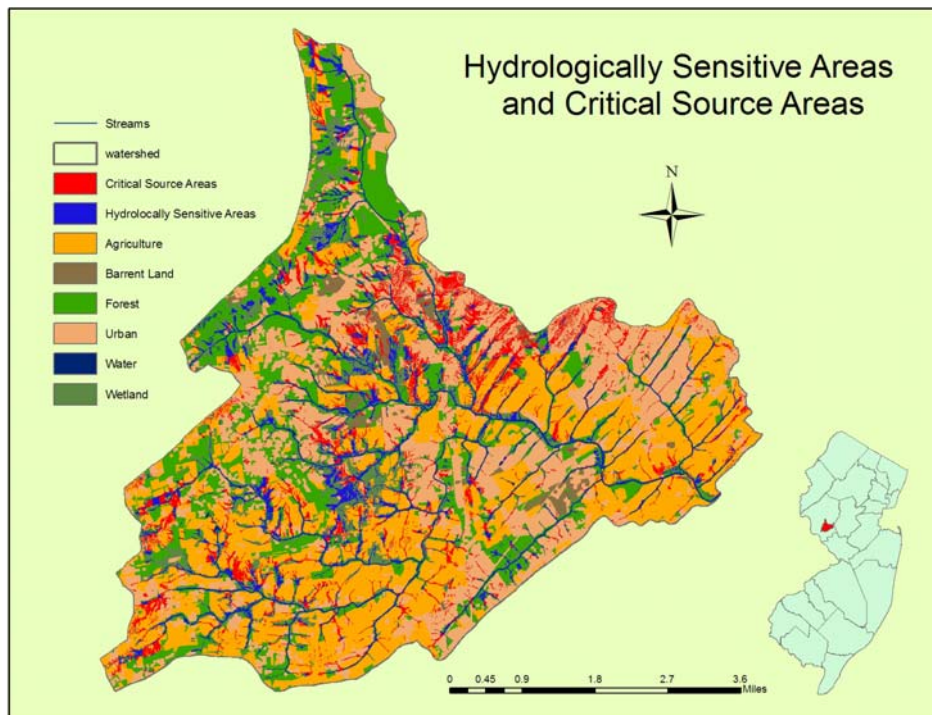 Hydrologically Sensitive Areas
and Critical Source Areas
Streams
watershed
Critical Source Areas
Hydrolocally Sensitive Areas
Agriculture
Barrent Land
Forest
Urban
Water
Wetland
N
0 0.45 0.9 1.8 2.7 3.6
Miles